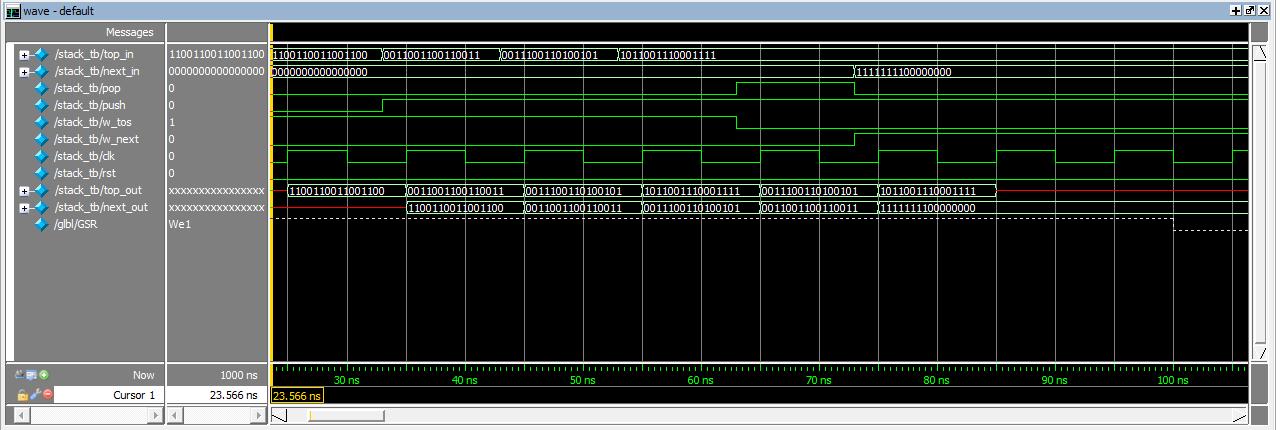 wave - default
Messages
/stack_tb/top_in 1100110011001100 1100110011001100 0011001100110011 0011100110100101 1011001110001111
/stack_tb/next_in 0000000000000000 0000000000000000 1111111100000000
/stack_tb/pop 0
/stack_tb/push 0
/stack_tb/w_tos 1
/stack_tb/w_next 0
/stack_tb/clk 0
/stack_tb/rst 0
/stack_tb/top_out xxxxxxxxxxxxxxxx 1100110011001100 0011001100110011 0011100110100101 1011001110001111 0011100110100101 1011001110001111
/stack_tb/next_out xxxxxxxxxxxxxxxx 1100110011001100 0011001100110011 0011100110100101 0011001100110011 1111111100000000
/glbl/GSR We1
Now 1000 ns 30 ns 40 ns 50 ns 60 ns 70 ns 80 ns 90 ns 100 ns
Cursor 1 23.566 ns 23.566 ns